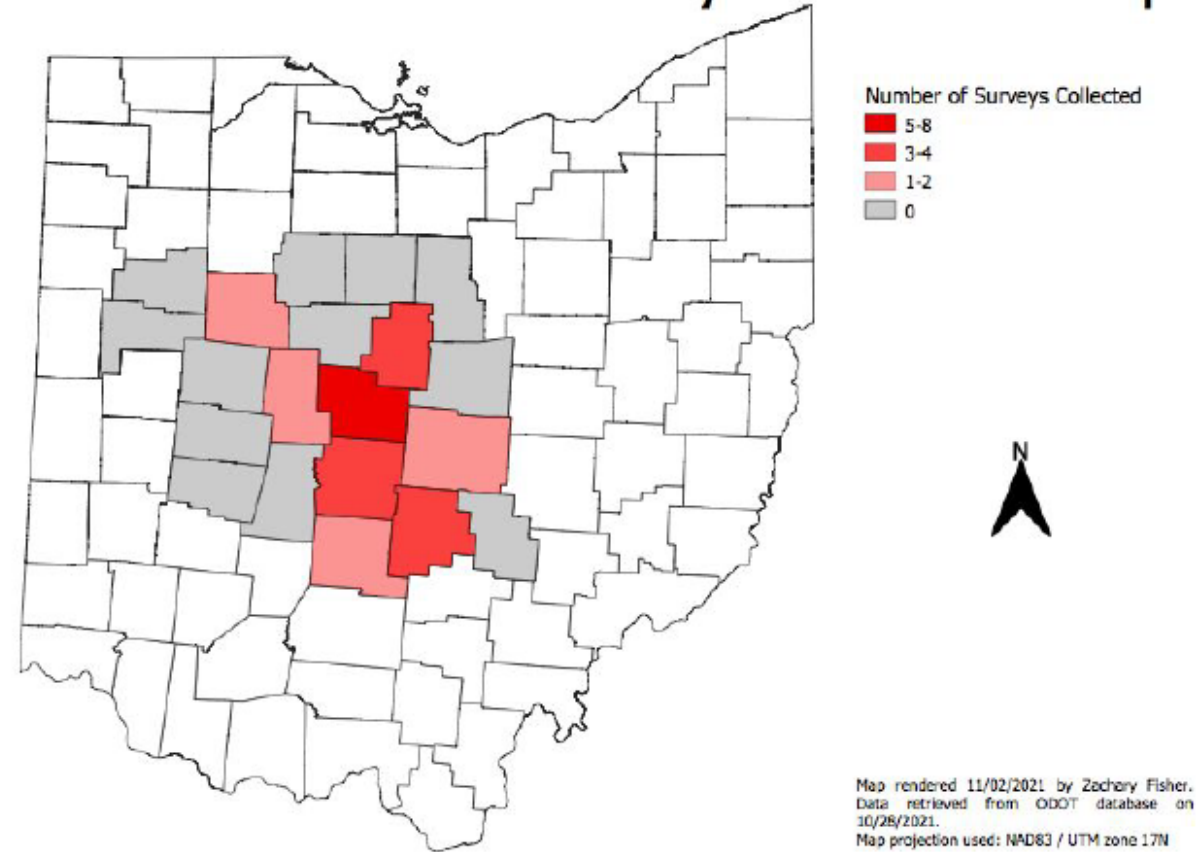 Number of Surveys Collected
5-8
3-4
1-2
0
N
Map rendered 11/02/2021 by Zachary Fisher.
Data retrieved from ODOT database on
10/28/2021.
Map projection used: NAD83 / UTM zone 17N